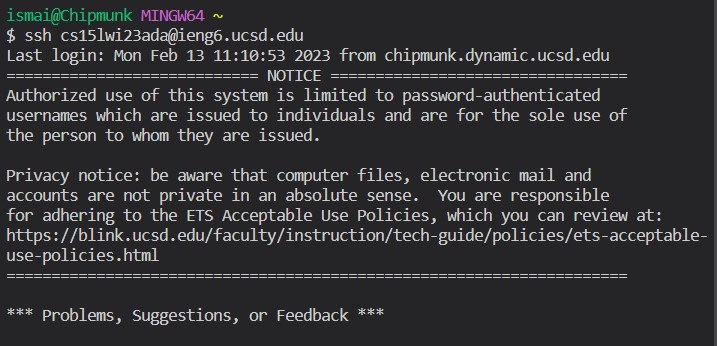 ismai@Chipmunk MINGW64 ~
$ ssh cs15lwi23ada@ieng6.ucsd.edu
Last login: Mon Feb 13 11:10:53 2023 from chipmunk.dynamic.ucsd.edu
============================ NOTICE =================================
Authorized use of this system is limited to password-authenticated
usernames which are issued to individuals and are for the sole use of
the person to whom they are issued.

Privacy notice: be aware that computer files, electronic mail and
accounts are not private in an absolute sense.  You are responsible
for adhering to the ETS Acceptable Use Policies, which you can review at:
https://blink.ucsd.edu/faculty/instruction/tech-guide/policies/ets-acceptable-
use-policies.html
=====================================================================

*** Problems, Suggestions, or Feedback ***